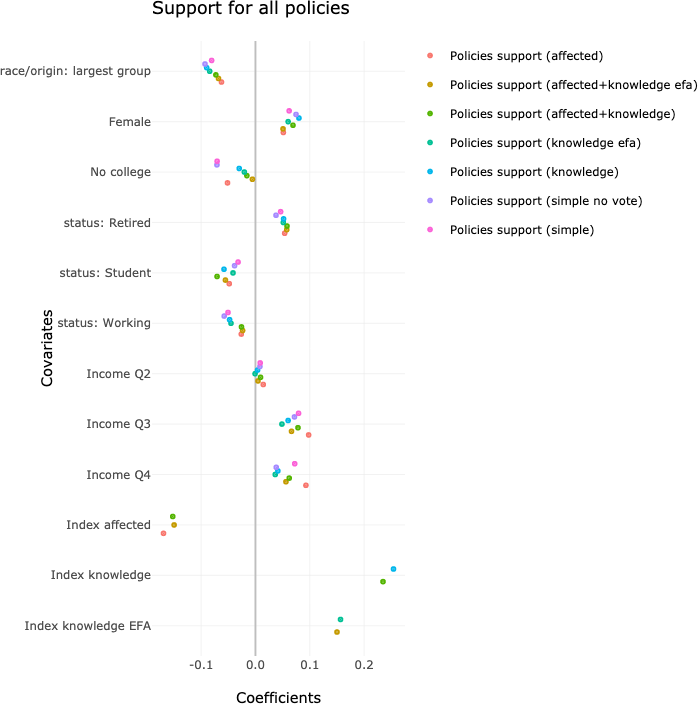 Support for all policies
race/origin: largest group
Female
No college
status: Retired
status: Student
status: Working
Income Q2
Income Q3
Income Q4
Index affected
Index knowledge
Index knowledge EFA
Covariates
-0.1 0.0 0.1 0.2
Coefficients
Policies support (affected)
Policies support (affected+knowledge efa)
Policies support (affected+knowledge)
Policies support (knowledge efa)
Policies support (knowledge)
Policies support (simple no vote)
Policies support (simple)